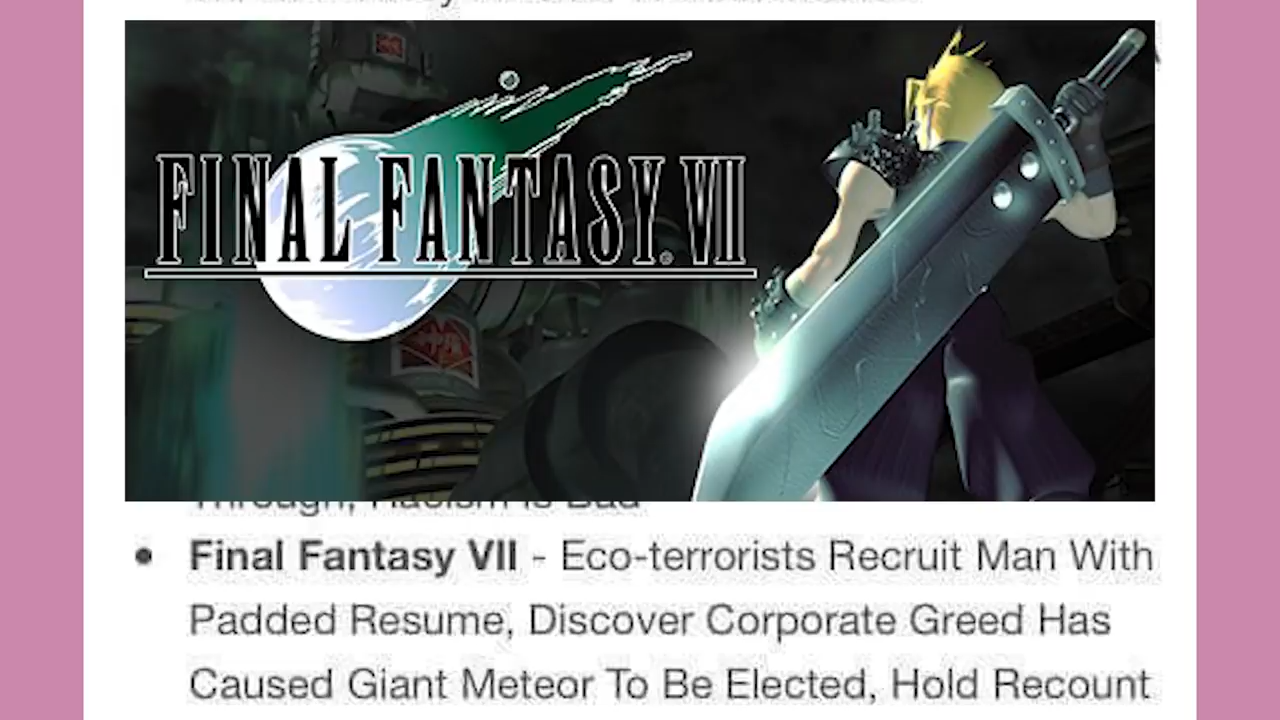 FINAL FANTASY VII
• Final Fantasy VII - Eco-terrorists Recruit Man With
Padded Resume, Discover Corporate Greed Has
Caused Giant Meteor To Be Elected, Hold Recount